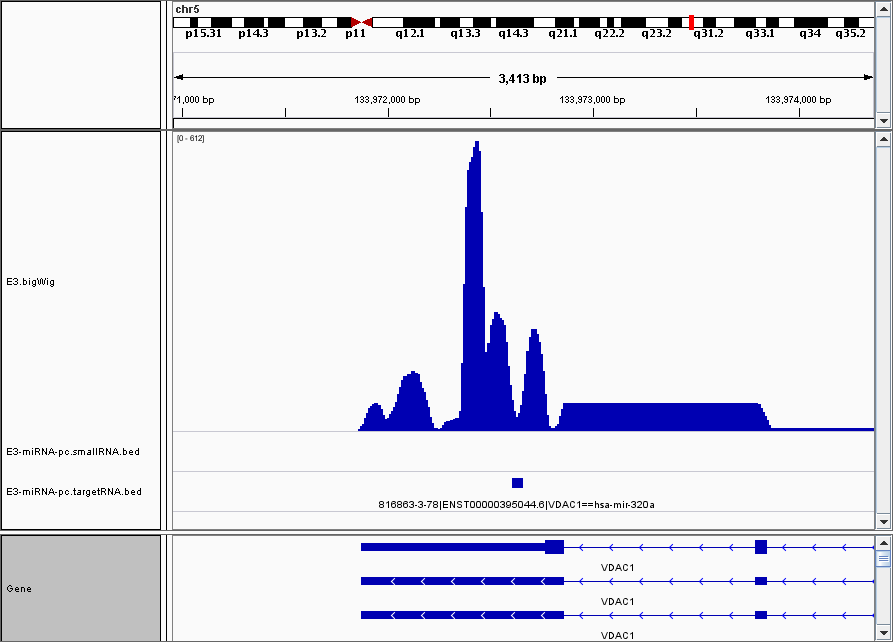 chr5
p15.31 p14.3 p13.2 p11 q12.1 q13.3 q14.3 q21.1 q22.2 q23.2 q31.2 q33.1 q34 q35.2
3,413 bp
71,000 bp 133,972,000 bp 133,973,000 bp 133,974,000 bp
[0 - 612]
E3.bigWig
E3-miRNA-pc.smallRNA.bed
E3-miRNA-pc.targetRNA.bed
816863-3-78|ENST00000395044.6|VDAC1==hsa-mir-320a
VDAC1
Gene
VDAC1
VDAC1